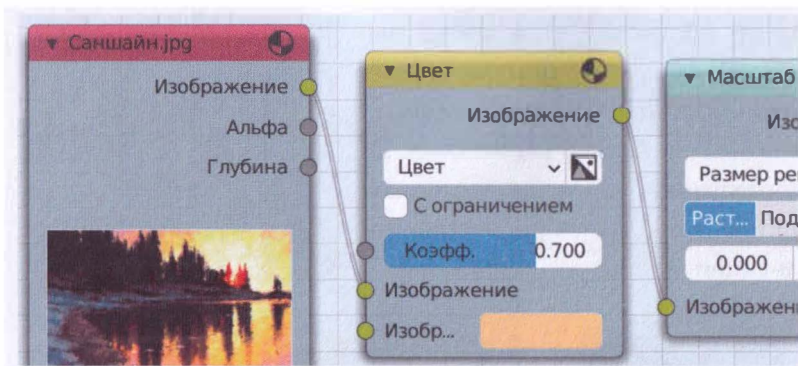 Саншайн.jpg
Изображение
Альфа
Глубина
Цвет
Изображение
Цвет
С ограничением
Коэфф. 0.700
Изображение
Изобр...
Масштаб
Изо
Размер ре
Раст... Под
0.000
Изображен